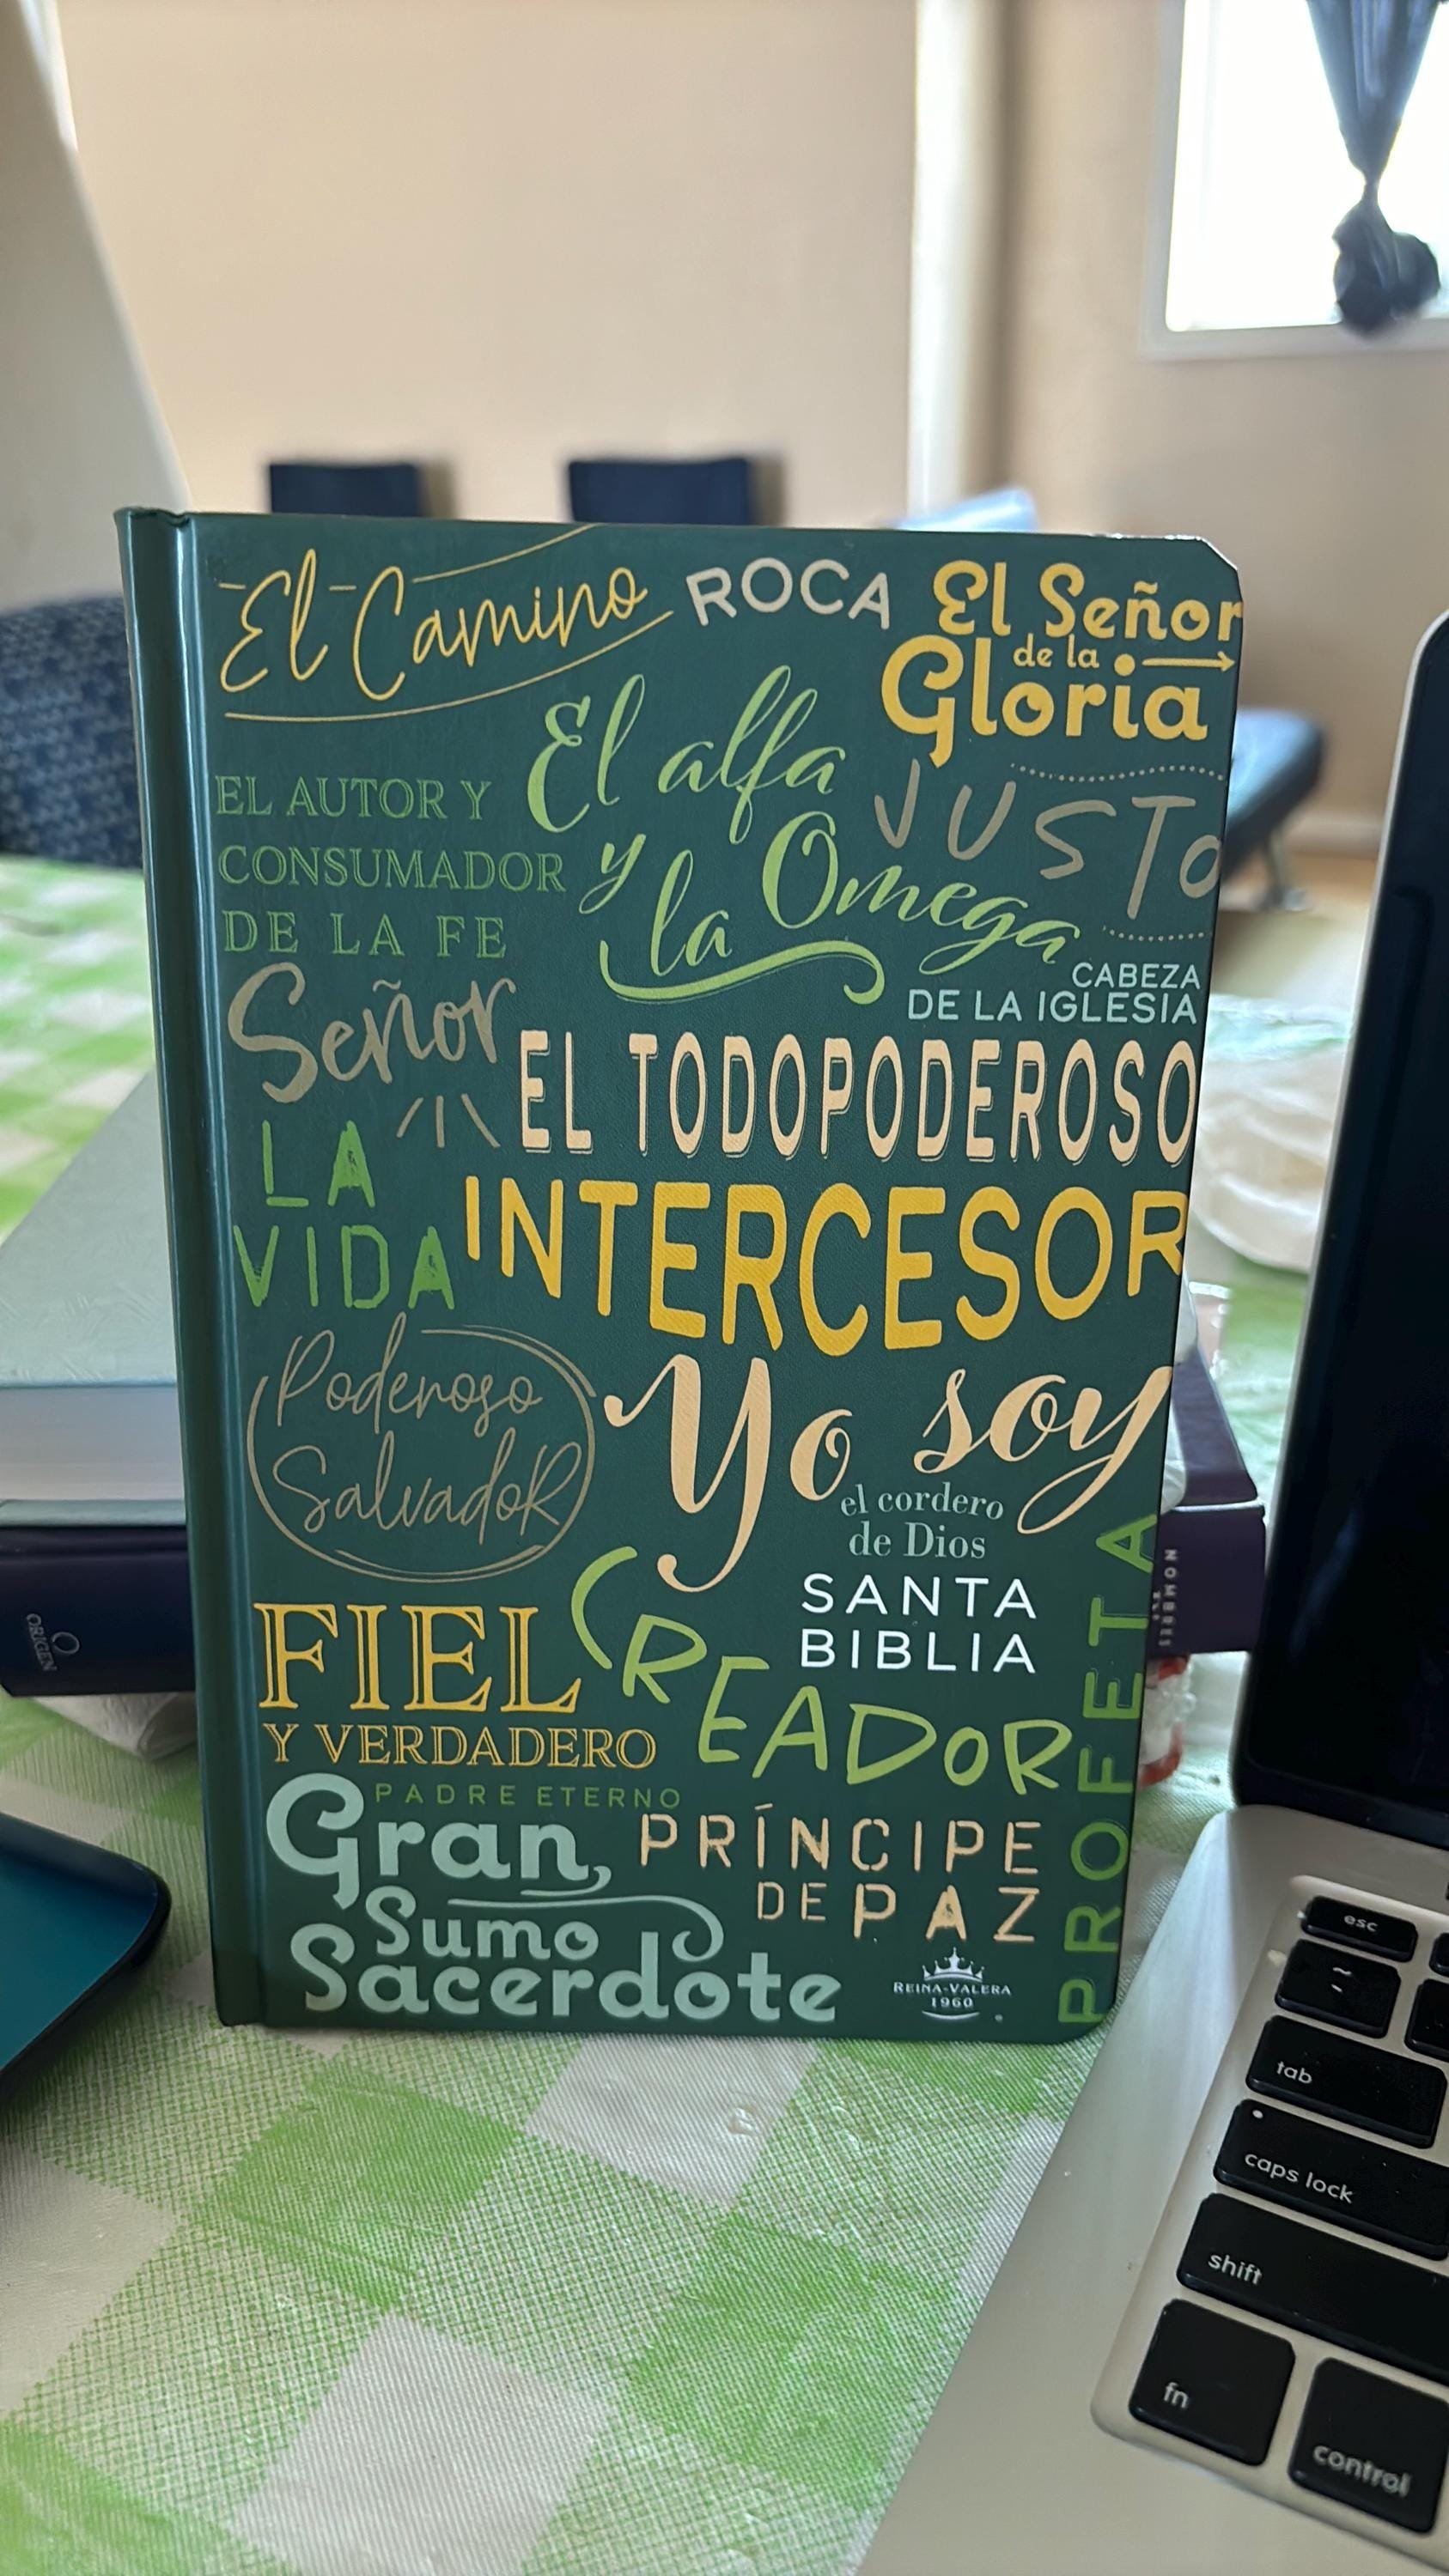 El Camino
ROCA
El Señor
de la
Gloria
El alfa
y la Omega
JUSTO
EL AUTOR Y
CONSUMADOR
DE LA FE
CABEZA
DE LA IGLESIA
Señor
EL TODOPODEROSO
LA
VIDA
INTERCESOR
Poderoso
SalvadoR
Yo soy
el cordero
de Dios
SANTA
BIBLIA
CREADOR
PROFETA
FIEL
Y VERDADERO
PADRE ETERNO
Gran
Sumo
Sacerdote
PRÍNCIPE
DE PAZ
REINA-VALERA
1960
ORIGEN
NOMBRES
esc
~
tab
caps lock
shift
fn
control